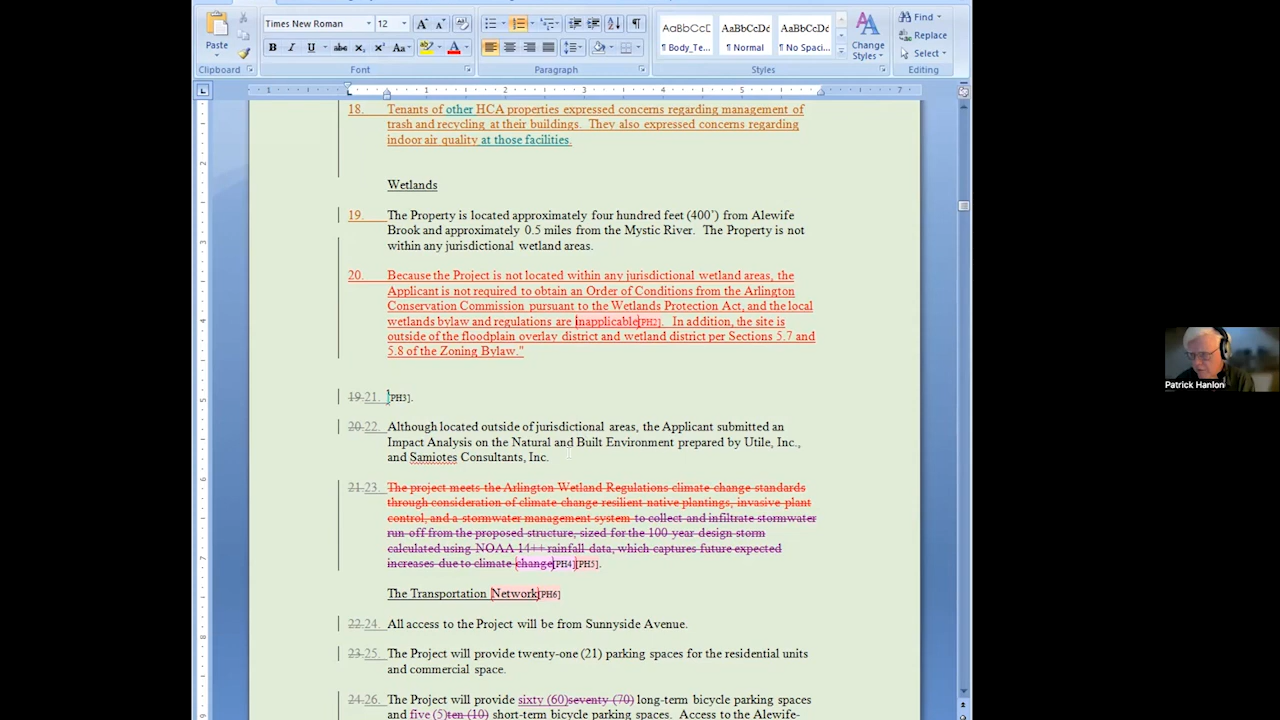 Times New Roman 12
Find
AaBbCcDc AaBbCcDc AaBbCcDc
Replace
Paste
B I U abc X₂ X² Aa
¶ Body_Te... ¶ Normal ¶ No Spaci...
Change Styles
Select
Clipboard Font Paragraph Styles Editing
1 1 2 3 4 5 7
18. Tenants of other HCA properties expressed concerns regarding management of
trash and recycling at their buildings. They also expressed concerns regarding
indoor air quality at those facilities.
Wetlands
19. The Property is located approximately four hundred feet (400') from Alewife
Brook and approximately 0.5 miles from the Mystic River. The Property is not
within any jurisdictional wetland areas.
20. Because the Project is not located within any jurisdictional wetland areas, the
Applicant is not required to obtain an Order of Conditions from the Arlington
Conservation Commission pursuant to the Wetlands Protection Act, and the local
wetlands bylaw and regulations are inapplicable[PH2]. In addition, the site is
outside of the floodplain overlay district and wetland district per Sections 5.7 and
5.8 of the Zoning Bylaw."
19.21. [PH3].
20.22. Although located outside of jurisdictional areas, the Applicant submitted an
Impact Analysis on the Natural and Built Environment prepared by Utile, Inc.,
and Samiotes Consultants, Inc.
21.23. The project meets the Arlington Wetland Regulations climate change standards
through consideration of climate change resilient native plantings, invasive plant
control, and a stormwater management system to collect and infiltrate stormwater
run-off from the proposed structure, sized for the 100-year design storm
calculated using NOAA 14++ rainfall data, which captures future expected
increases due to climate change[PH4][PH5].
The Transportation Network[PH6]
22.24. All access to the Project will be from Sunnyside Avenue.
23.25. The Project will provide twenty-one (21) parking spaces for the residential units
and commercial space.
24.26. The Project will provide sixty (60)seventy (70) long-term bicycle parking spaces
and five (5)ten (10) short-term bicycle parking spaces. Access to the Alewife-
Patrick Hanlon